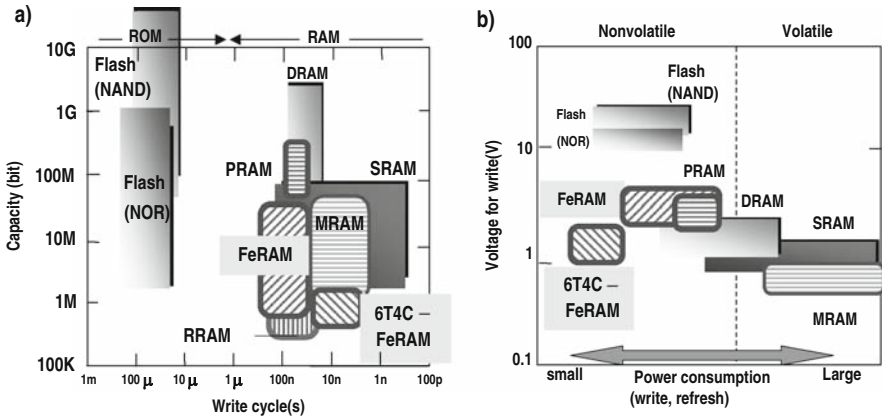 a)
ROM
RAM
10G
1G
100M
10M
1M
100K
Capacity (bit)
Flash
(NAND)
DRAM
PRAM
SRAM
Flash
(NOR)
MRAM
FeRAM
6T4C –
FeRAM
RRAM
1m
100 μ
10 μ
1 μ
100n
10n
1n
100p
Write cycle(s)
b)
Nonvolatile
Volatile
100
10
1
0.1
Voltage for write(V)
Flash
(NAND)
Flash
(NOR)
PRAM
FeRAM
DRAM
SRAM
6T4C –
FeRAM
MRAM
small
Power consumption
(write, refresh)
Large